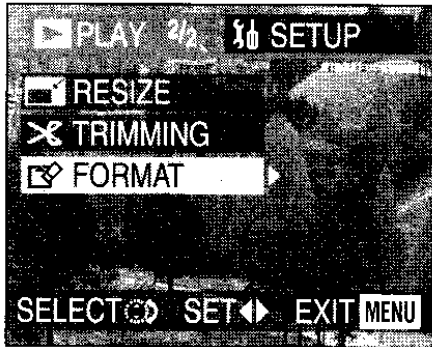 PLAY 2/2 SETUP
RESIZE
TRIMMING
FORMAT
SELECT SET EXIT MENU